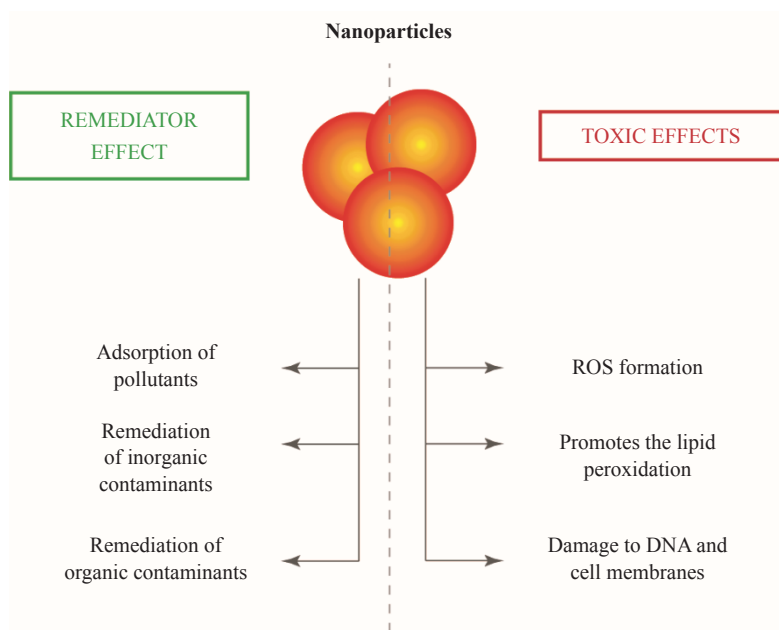 Nanoparticles
REMEDIATOR
EFFECT
TOXIC EFFECTS
Adsorption of
pollutants
Remediation
of inorganic
contaminants
Remediation of
organic contaminants
ROS formation
Promotes the lipid
peroxidation
Damage to DNA and
cell membranes